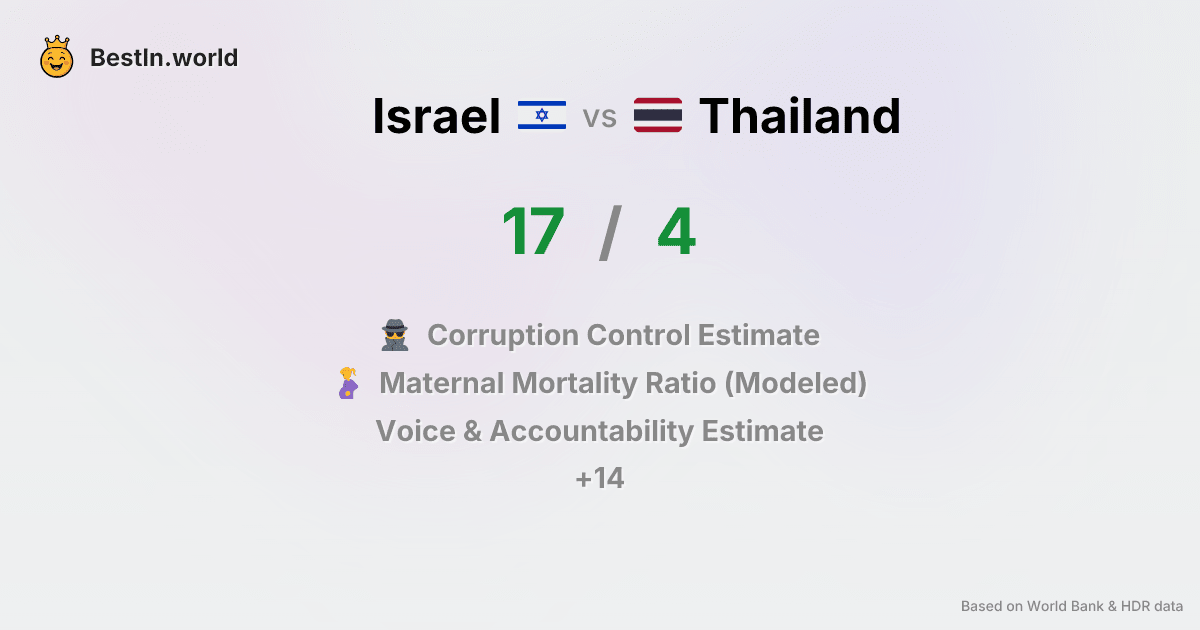 BestIn.world
Israel vs Thailand
17 / 4
Corruption Control Estimate
Maternal Mortality Ratio (Modeled)
Voice & Accountability Estimate
+14
Based on World Bank & HDR data